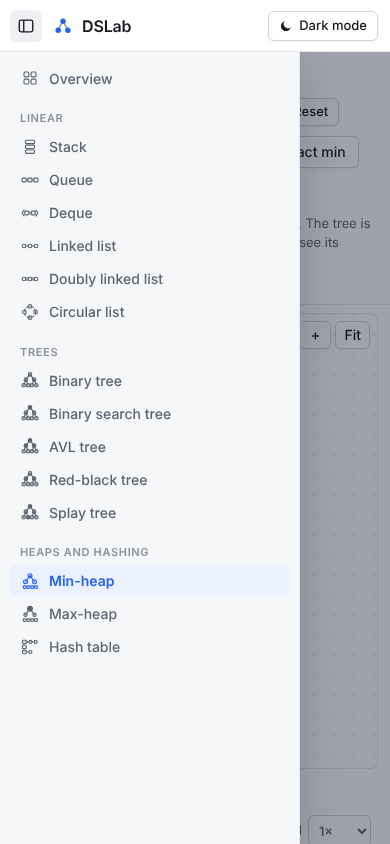 DSLab
Dark mode
Overview
LINEAR
Stack
Queue
Deque
Linked list
Doubly linked list
Circular list
TREES
Binary tree
Binary search tree
AVL tree
Red-black tree
Splay tree
HEAPS AND HASHING
Min-heap
Max-heap
Hash table
eset
act min
. The tree is
see its
+
Fit
1×